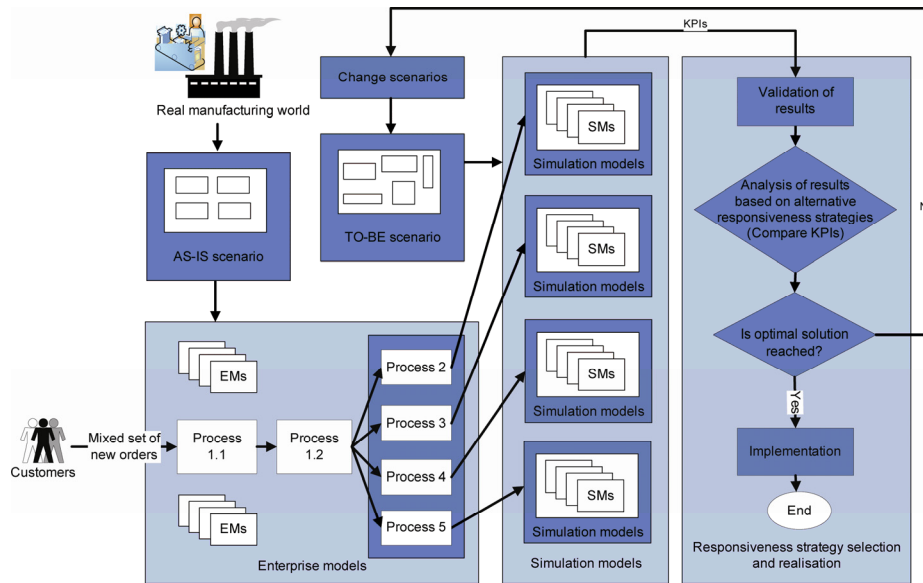 KPIs
Real manufacturing world
Change scenarios
SMs
Simulation models
Validation of
results
AS-IS scenario
TO-BE scenario
SMs
Simulation models
Analysis of results
based on alternative
responsiveness strategies
(Compare KPIs)
N
EMs
Process 2
SMs
Simulation models
Is optimal solution
reached?
Yes
Customers
Mixed set of
new orders
Process
1.1
Process
1.2
Process 3
Process 4
Process 5
EMs
SMs
Simulation models
Implementation
End
Enterprise models
Simulation models
Responsiveness strategy selection
and realisation